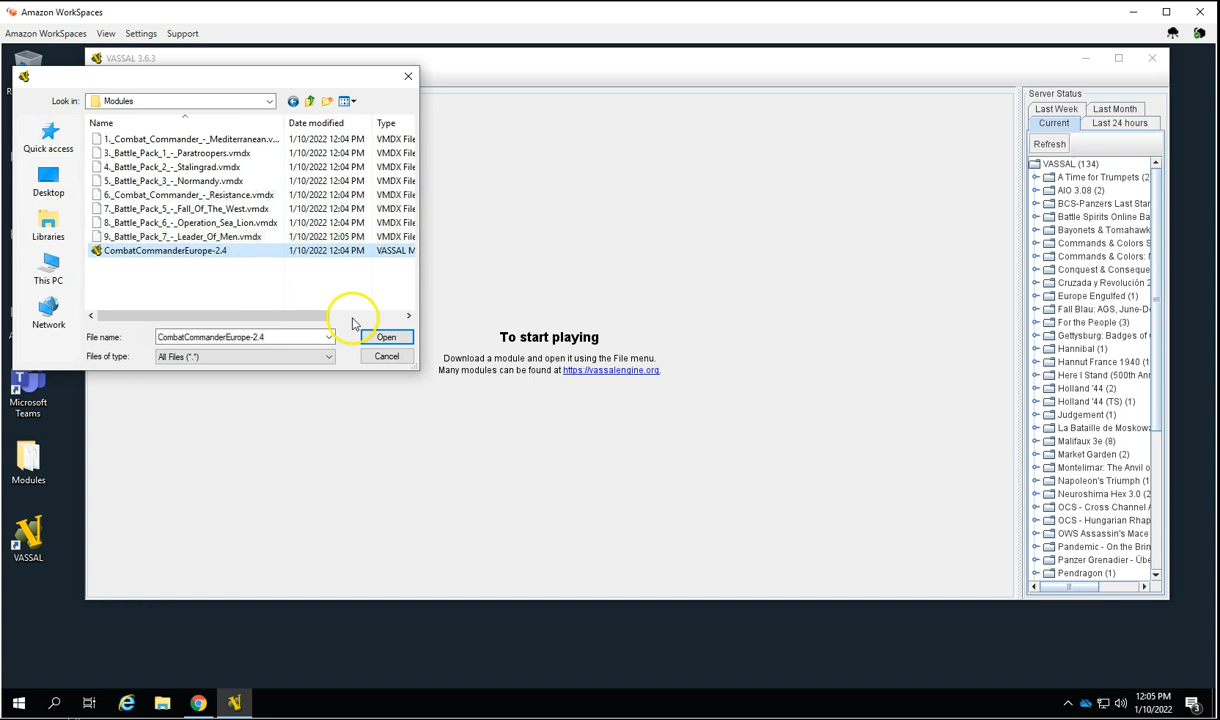 Amazon WorkSpaces
Amazon WorkSpaces View Settings Support
VASSAL 3.6.3
Look in: Modules
Name Date modified Type
1._Combat_Commander_-_Mediterranean.v... 1/10/2022 12:04 PM VMDX File
3._Battle_Pack_1_-_Paratroopers.vmdx 1/10/2022 12:04 PM VMDX File
4._Battle_Pack_2_-_Stalingrad.vmdx 1/10/2022 12:04 PM VMDX File
5._Battle_Pack_3_-_Normandy.vmdx 1/10/2022 12:04 PM VMDX File
6._Combat_Commander_-_Resistance.vmdx 1/10/2022 12:04 PM VMDX File
7._Battle_Pack_5_-_Fall_Of_The_West.vmdx 1/10/2022 12:04 PM VMDX File
8._Battle_Pack_6_-_Operation_Sea_Lion.vmdx 1/10/2022 12:04 PM VMDX File
9._Battle_Pack_7_-_Leader_Of_Men.vmdx 1/10/2022 12:05 PM VMDX File
CombatCommanderEurope-2.4 1/10/2022 12:04 PM VASSAL M
Quick access
Desktop
Libraries
This PC
Network
File name: CombatCommanderEurope-2.4 Open
Files of type: All Files (*.*) Cancel
To start playing
Download a module and open it using the File menu.
Many modules can be found at https://vassalengine.org.
Server Status
Last Week Last Month
Current Last 24 hours
Refresh
VASSAL (134)
A Time for Trumpets (2
AIO 3.08 (2)
BCS-Panzers Last Star
Battle Spirits Online Ba
Bayonets & Tomahawk
Commands & Colors S
Commands & Colors:
Conquest & Conseque
Cruzada y Revolución
Europe Engulfed (1)
Fall Blau: AGS, June-D
For the People (3)
Gettysburg: Badges of
Hannibal (1)
Hannut France 1940 (1
Here I Stand (500th Ann
Holland '44 (2)
Holland '44 (TS) (1)
Judgement (1)
La Bataille de Moskowa
Malifaux 3e (8)
Market Garden (2)
Montelimar: The Anvil o
Napoleon's Triumph (1
Neuroshima Hex 3.0 (2
OCS - Cross Channel A
OCS - Hungarian Rhap
OWS Assassin's Mace
Pandemic - On the Brin
Panzer Grenadier - Übe
Pendragon (1)
Microsoft
Teams
Modules
VASSAL
12:05 PM
1/10/2022
3